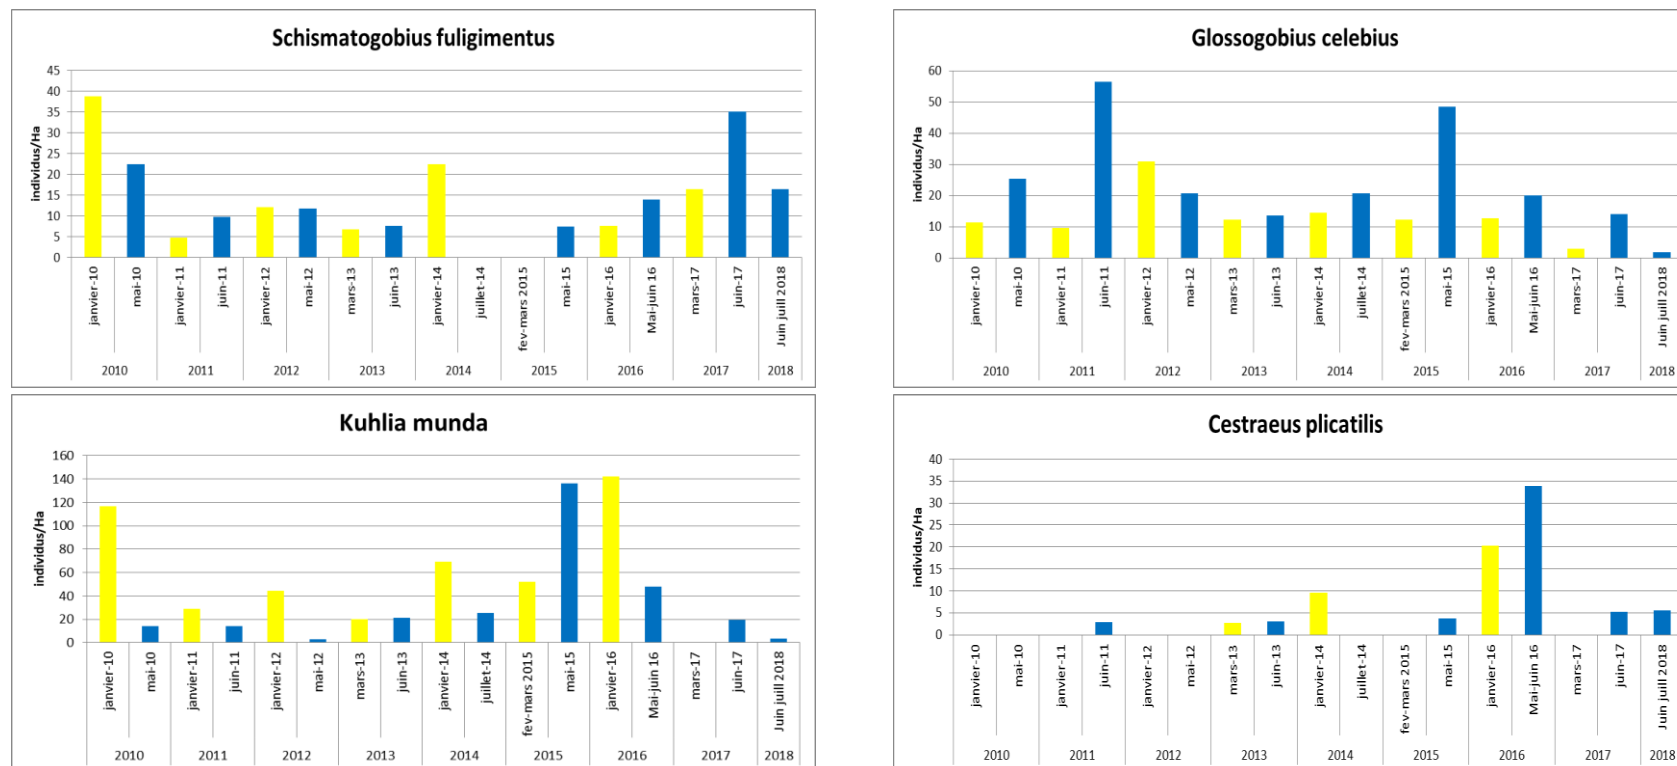 Schismatogobius fuligimentus
individus/Ha
45
40
35
30
25
20
15
10
5
0
janvier-10
mai-10
janvier-11
juin-11
janvier-12
mai-12
mars-13
juin-13
janvier-14
juillet-14
fev-mars 2015
mai-15
janvier-16
Mai-juin 16
mars-17
juin-17
Juin juill 2018
2010 2011 2012 2013 2014 2015 2016 2017 2018
Glossogobius celebius
individus/Ha
60
50
40
30
20
10
0
janvier-10
mai-10
janvier-11
juin-11
janvier-12
mai-12
mars-13
juin-13
janvier-14
juillet-14
fev-mars 2015
mai-15
janvier-16
Mai-juin 16
mars-17
juin-17
Juin juill 2018
2010 2011 2012 2013 2014 2015 2016 2017 2018
Kuhlia munda
individus/Ha
160
140
120
100
80
60
40
20
0
janvier-10
mai-10
janvier-11
juin-11
janvier-12
mai-12
mars-13
juin-13
janvier-14
juillet-14
fev-mars 2015
mai-15
janvier-16
Mai-juin 16
mars-17
juin-17
Juin juill 2018
2010 2011 2012 2013 2014 2015 2016 2017 2018
Cestraeus plicatilis
individus/Ha
40
35
30
25
20
15
10
5
0
janvier-10
mai-10
janvier-11
juin-11
janvier-12
mai-12
mars-13
juin-13
janvier-14
juillet-14
fev-mars 2015
mai-15
janvier-16
Mai-juin 16
mars-17
juin-17
Juin juill 2018
2010 2011 2012 2013 2014 2015 2016 2017 2018